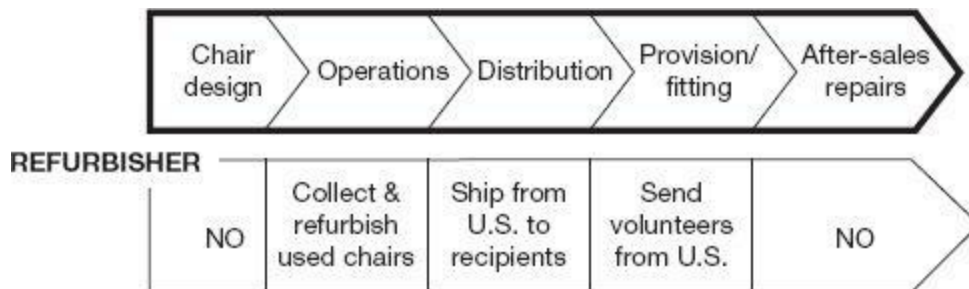 Chair
design
Operations
Distribution
Provision/
fitting
After-sales
repairs
REFURBISHER
NO
Collect &
refurbish
used chairs
Ship from
U.S. to
recipients
Send
volunteers
from U.S.
NO